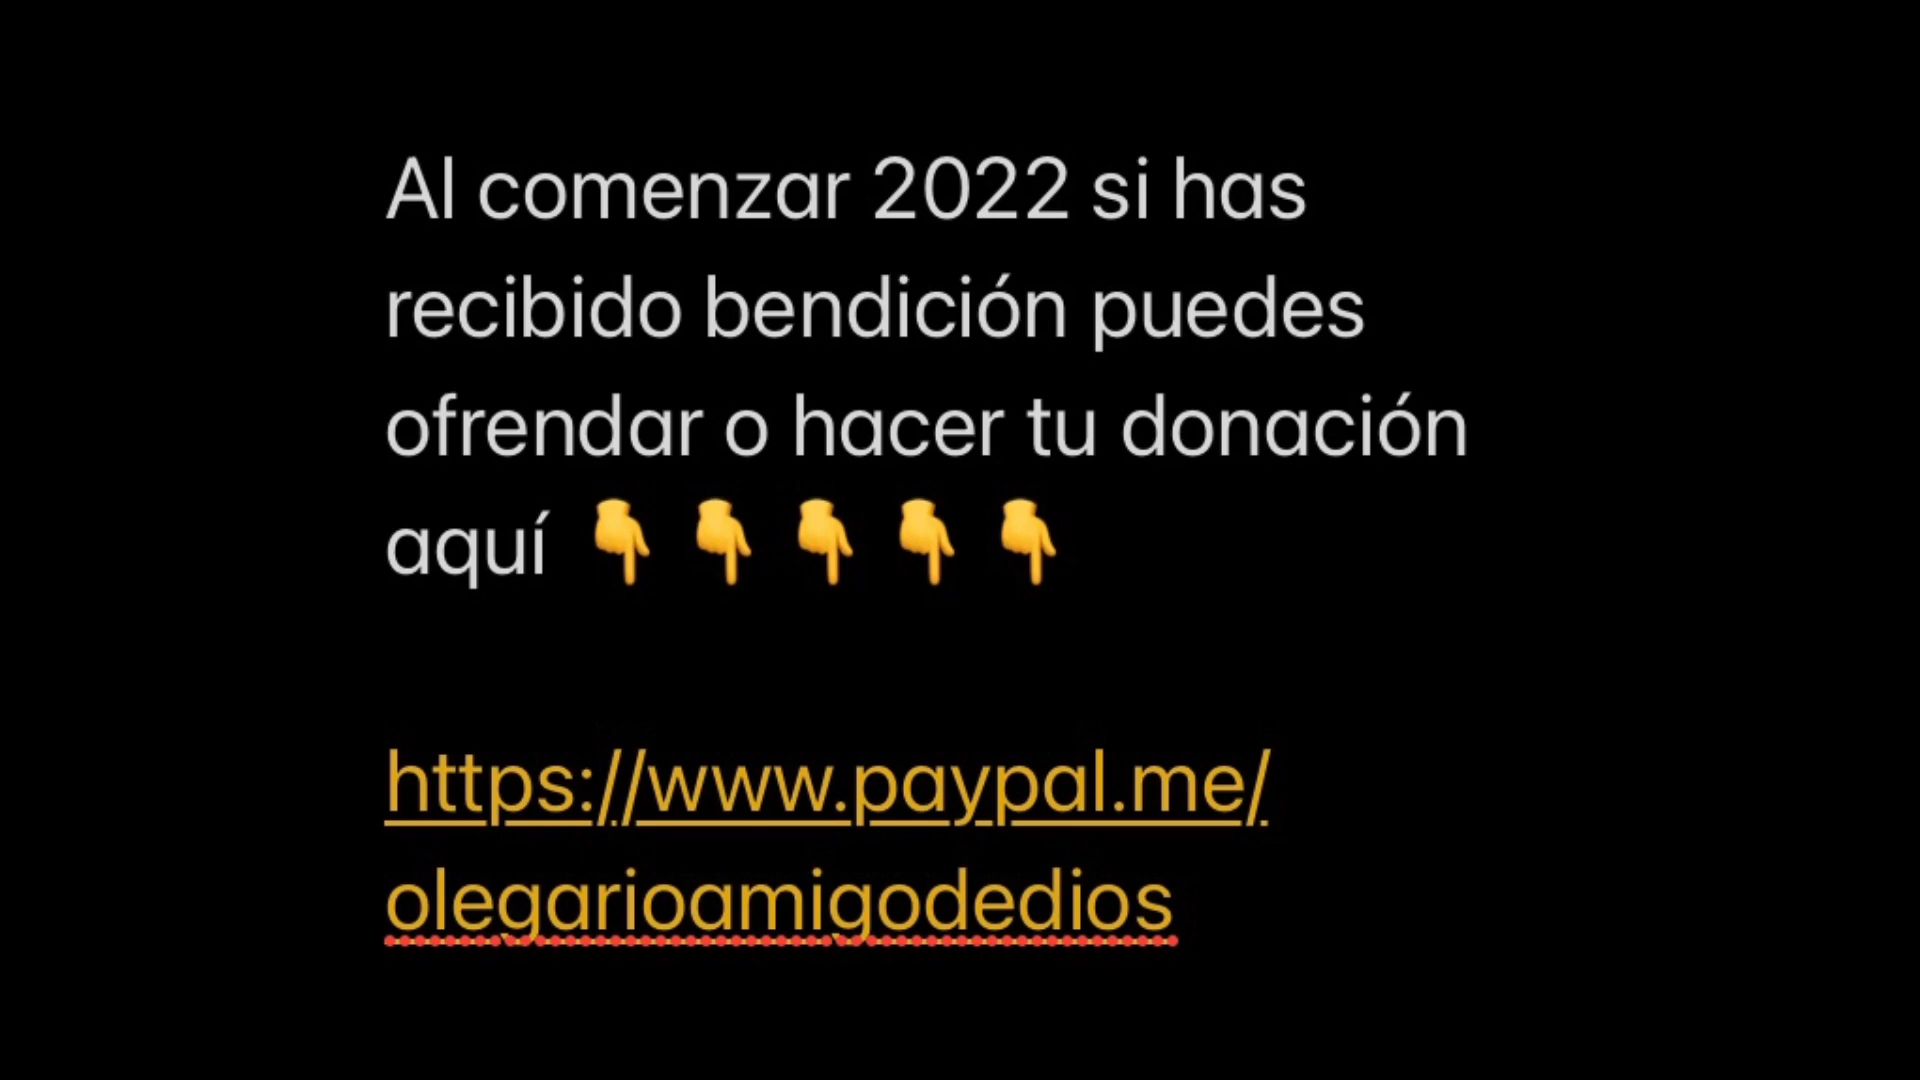 Al comenzar 2022 si has
recibido bendición puedes
ofrendar o hacer tu donación
aquí 👇 👇 👇 👇 👇
https://www.paypal.me/
olegarioamigodedios